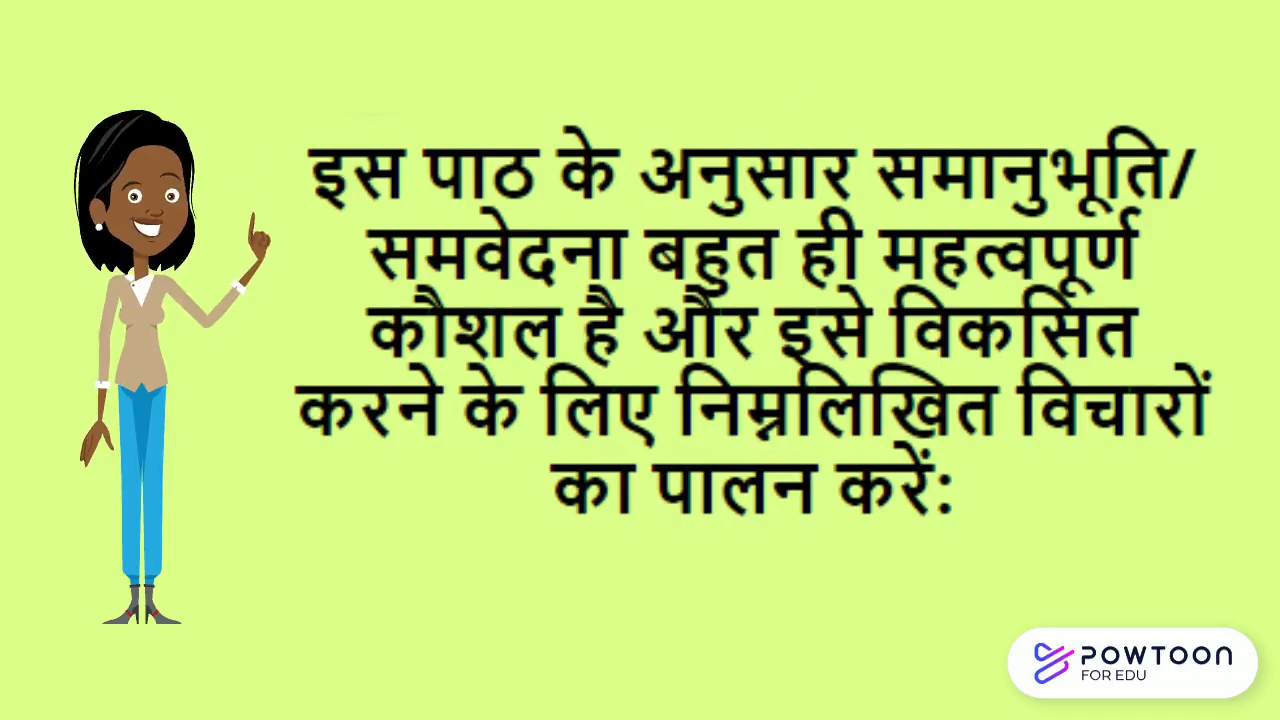 इस पाठ के अनुसार समानुभूति/
समवेदना बहुत ही महत्वपूर्ण
कौशल है और इसे विकसित
करने के लिए निम्नलिखित विचारों
का पालन करें:
POWTOON
FOR EDU